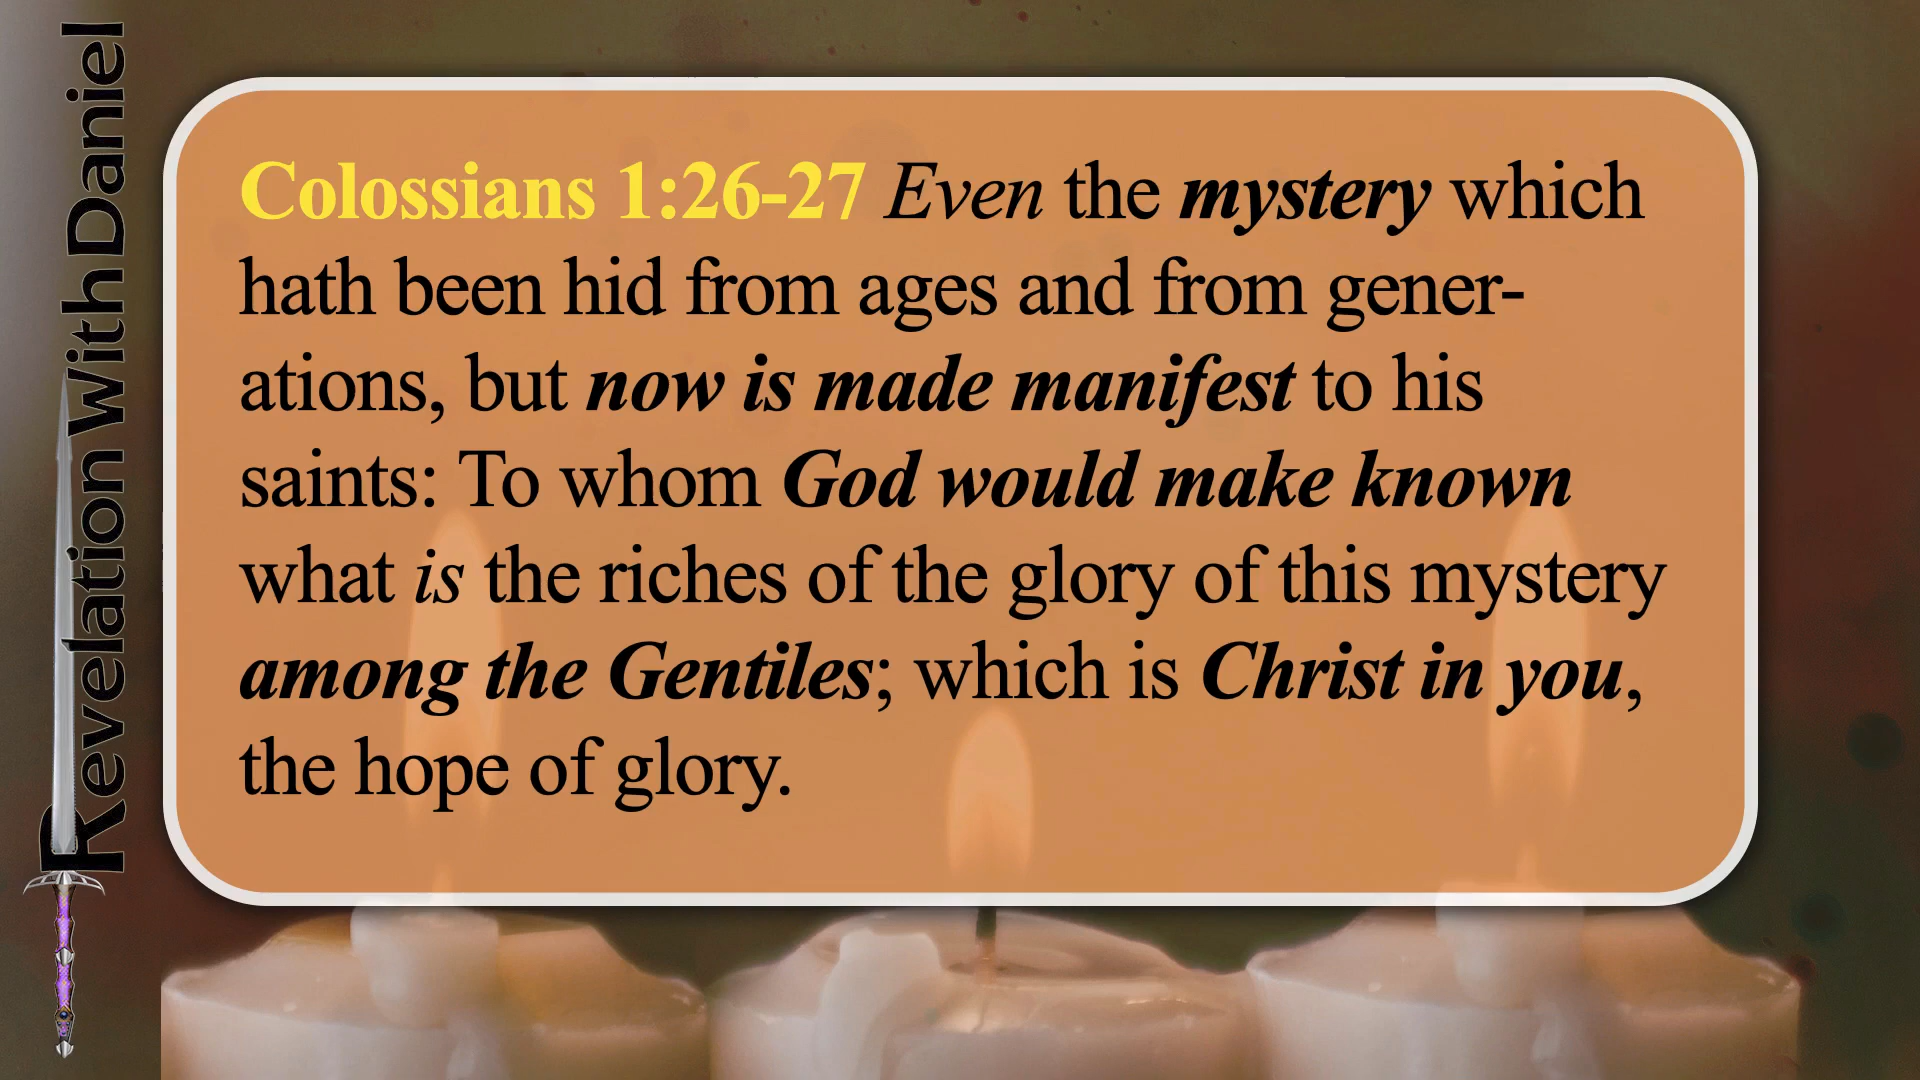 Revelation With Daniel
Colossians 1:26-27 Even the mystery which
hath been hid from ages and from gener-
ations, but now is made manifest to his
saints: To whom God would make known
what is the riches of the glory of this mystery
among the Gentiles; which is Christ in you,
the hope of glory.